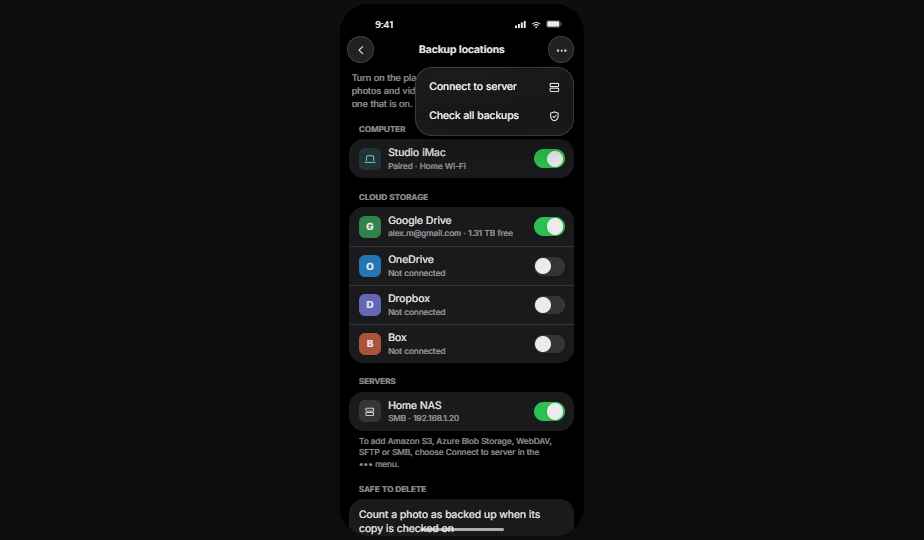 9:41
Backup locations
Turn on the pla
photos and vid
one that is on.
Connect to server
Check all backups
COMPUTER
Studio iMac
Paired · Home Wi-Fi
CLOUD STORAGE
G
Google Drive
alex.m@gmail.com · 1.31 TB free
O
OneDrive
Not connected
D
Dropbox
Not connected
B
Box
Not connected
SERVERS
Home NAS
SMB · 192.168.1.20
To add Amazon S3, Azure Blob Storage, WebDAV,
SFTP or SMB, choose Connect to server in the
••• menu.
SAFE TO DELETE
Count a photo as backed up when its
copy is checked on